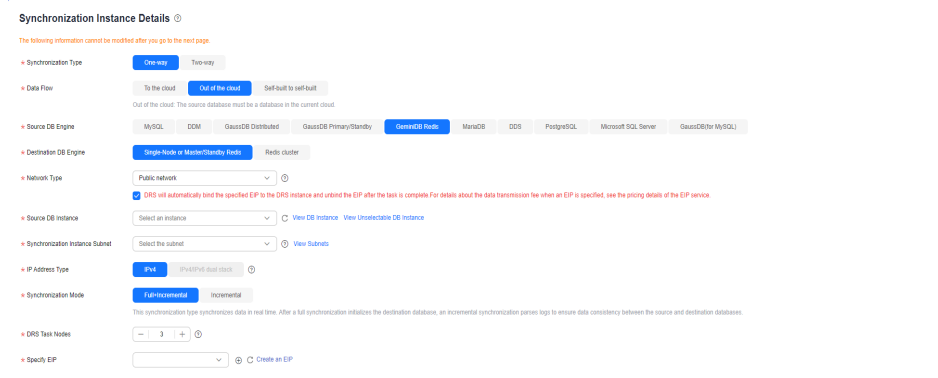 Synchronization Instance Details
The following information cannot be modified after you go to the next page.
* Synchronization Type One-way Two-way
* Data Flow To the cloud Out of the cloud Self-built to self-built
Out of the cloud: The source database must be a database in the current cloud.
* Source DB Engine MySQL DDM GaussDB Distributed GaussDB Primary/Standby GeminiDB Redis MariaDB DDS PostgreSQL Microsoft SQL Server GaussDB(for MySQL)
* Destination DB Engine Single-Node or Master/Standby Redis Redis cluster
* Network Type Public network
DRS will automatically bind the specified EIP to the DRS instance and unbind the EIP after the task is complete.For details about the data transmission fee when an EIP is specified, see the pricing details of the EIP service.
* Source DB Instance Select an instance View DB Instance View Unselectable DB Instance
* Synchronization Instance Subnet Select the subnet View Subnets
* IP Address Type IPv4 IPv4/IPv6 dual stack
* Synchronization Mode Full+Incremental Incremental
This synchronization type synchronizes data in real time. After a full synchronization initializes the destination database, an incremental synchronization parses logs to ensure data consistency between the source and destination databases.
* DRS Task Nodes − 3 +
* Specify EIP Create an EIP